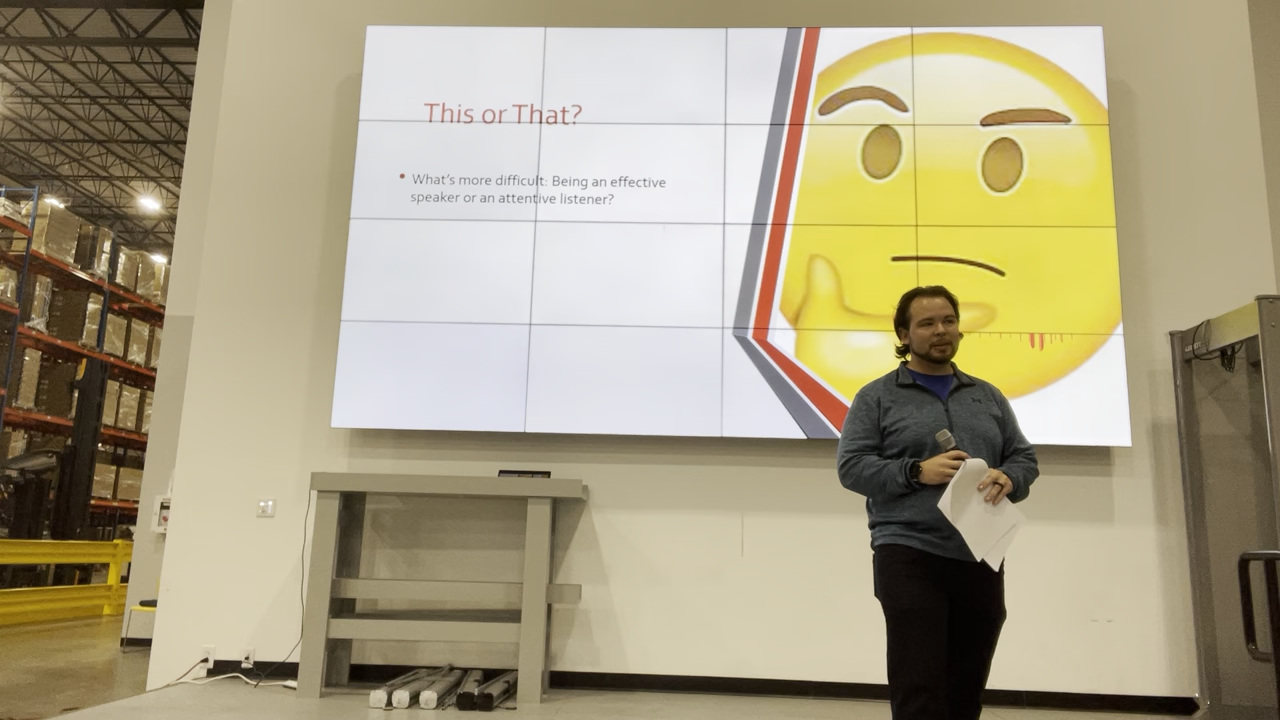 This or That?
• What's more difficult: Being an effective
speaker or an attentive listener?